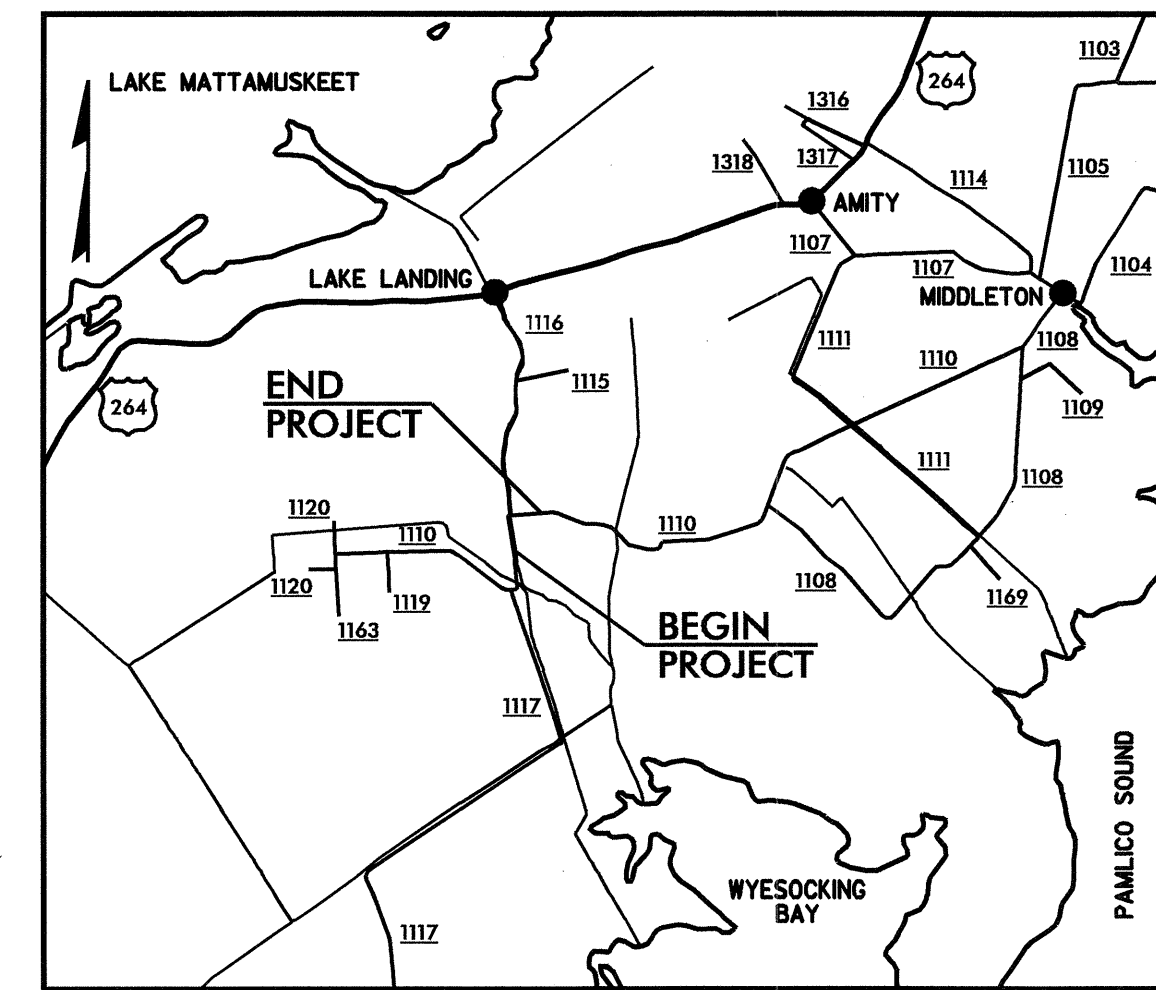 1103
LAKE MATTAMUSKEET
264
1316
1318
1317
1105
1114
AMITY
1107
1107
1104
LAKE LANDING
MIDDLETON
1116
1111
1108
1110
1115
END
PROJECT
264
1109
1111
1108
1120
1110
1110
1120
1119
1108
1169
1163
BEGIN
PROJECT
1117
PAMLICO SOUND
WYESOCKING
BAY
1117